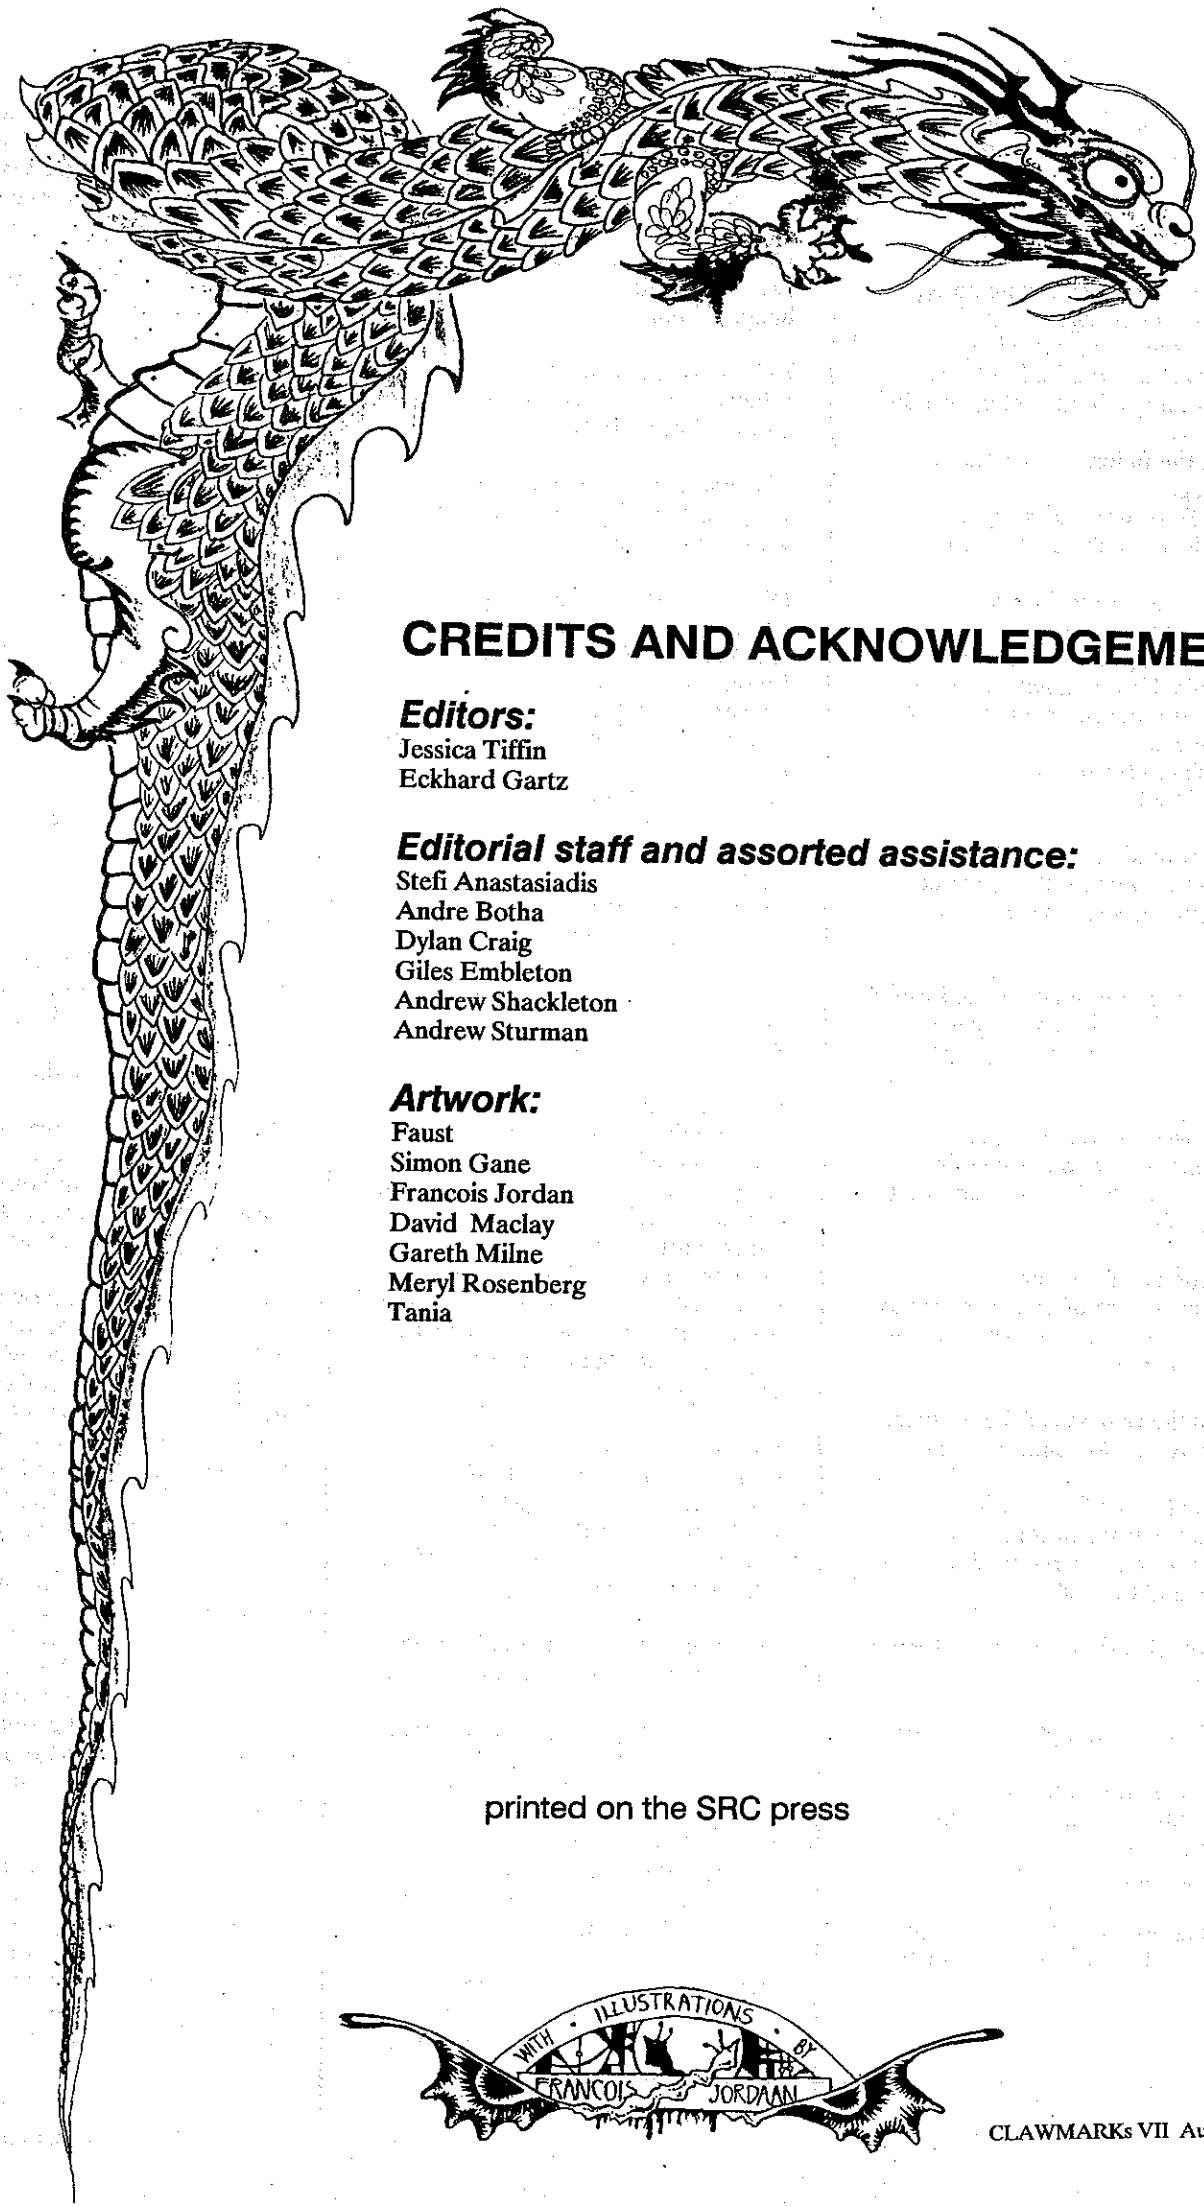 CREDITS AND ACKNOWLEDGEME
Editors:
Jessica Tiffin
Eckhard Gartz
Editorial staff and assorted assistance:
Stefi Anastasiadis
Andre Botha
Dylan Craig
Giles Embleton
Andrew Shackleton
Andrew Sturman
Artwork:
Faust
Simon Gane
Francois Jordan
David Maclay
Gareth Milne
Meryl Rosenberg
Tania
printed on the SRC press
WITH · ILLUSTRATIONS · BY
FRANCOIS JORDAAN
CLAWMARKs VII Au